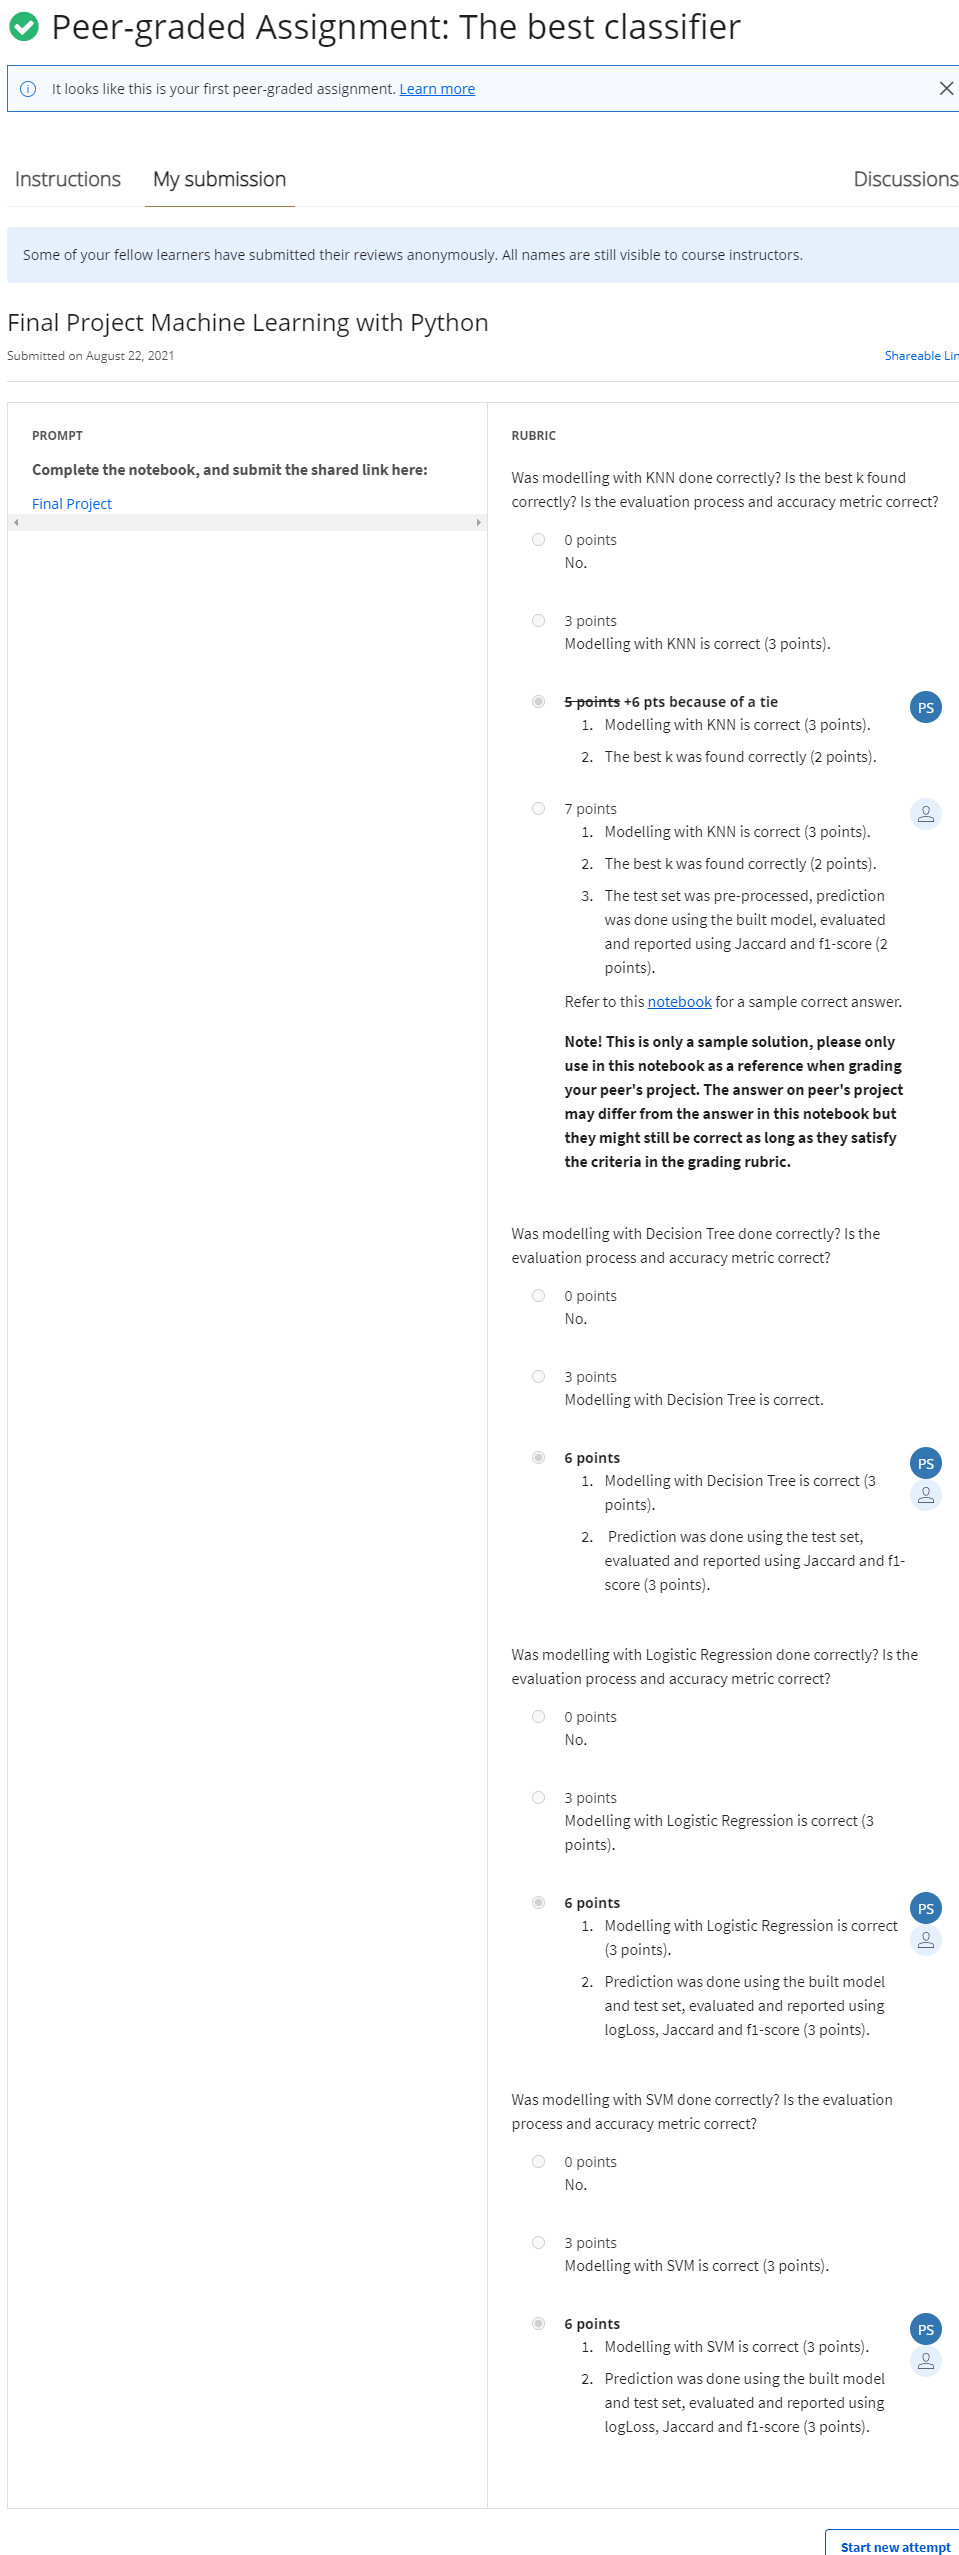 Peer-graded Assignment: The best classifier
It looks like this is your first peer-graded assignment. Learn more
Instructions
My submission
Discussions
Some of your fellow learners have submitted their reviews anonymously. All names are still visible to course instructors.
Final Project Machine Learning with Python
Submitted on August 22, 2021
Shareable Lin
PROMPT
Complete the notebook, and submit the shared link here:
Final Project
RUBRIC
Was modelling with KNN done correctly? Is the best k found
correctly? Is the evaluation process and accuracy metric correct?
0 points
No.
3 points
Modelling with KNN is correct (3 points).
5 points +6 pts because of a tie
PS
1. Modelling with KNN is correct (3 points).
2. The best k was found correctly (2 points).
7 points
1. Modelling with KNN is correct (3 points).
2. The best k was found correctly (2 points).
3. The test set was pre-processed, prediction
was done using the built model, evaluated
and reported using Jaccard and f1-score (2
points).
Refer to this notebook for a sample correct answer.
Note! This is only a sample solution, please only
use in this notebook as a reference when grading
your peer's project. The answer on peer's project
may differ from the answer in this notebook but
they might still be correct as long as they satisfy
the criteria in the grading rubric.
Was modelling with Decision Tree done correctly? Is the
evaluation process and accuracy metric correct?
0 points
No.
3 points
Modelling with Decision Tree is correct.
6 points
PS
1. Modelling with Decision Tree is correct (3
points).
2. Prediction was done using the test set,
evaluated and reported using Jaccard and f1-
score (3 points).
Was modelling with Logistic Regression done correctly? Is the
evaluation process and accuracy metric correct?
0 points
No.
3 points
Modelling with Logistic Regression is correct (3
points).
6 points
PS
1. Modelling with Logistic Regression is correct
(3 points).
2. Prediction was done using the built model
and test set, evaluated and reported using
logLoss, Jaccard and f1-score (3 points).
Was modelling with SVM done correctly? Is the evaluation
process and accuracy metric correct?
0 points
No.
3 points
Modelling with SVM is correct (3 points).
6 points
PS
1. Modelling with SVM is correct (3 points).
2. Prediction was done using the built model
and test set, evaluated and reported using
logLoss, Jaccard and f1-score (3 points).
Start new attempt